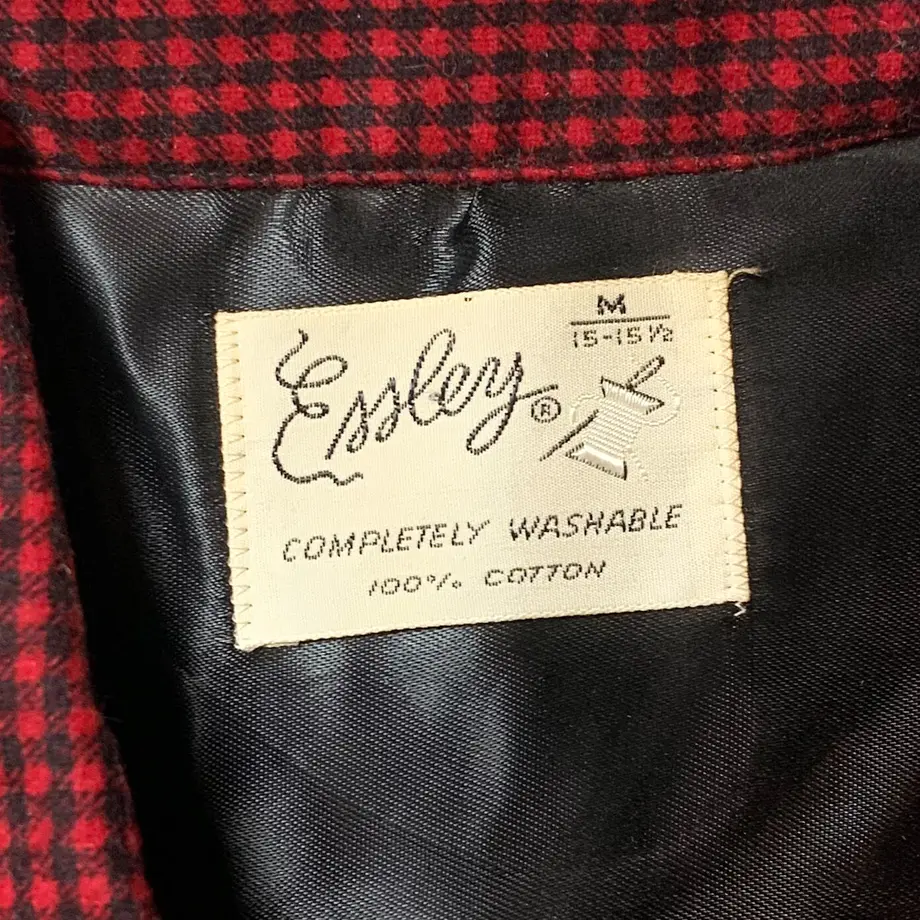 M
15-15½
Essley®
COMPLETELY WASHABLE
100% COTTON